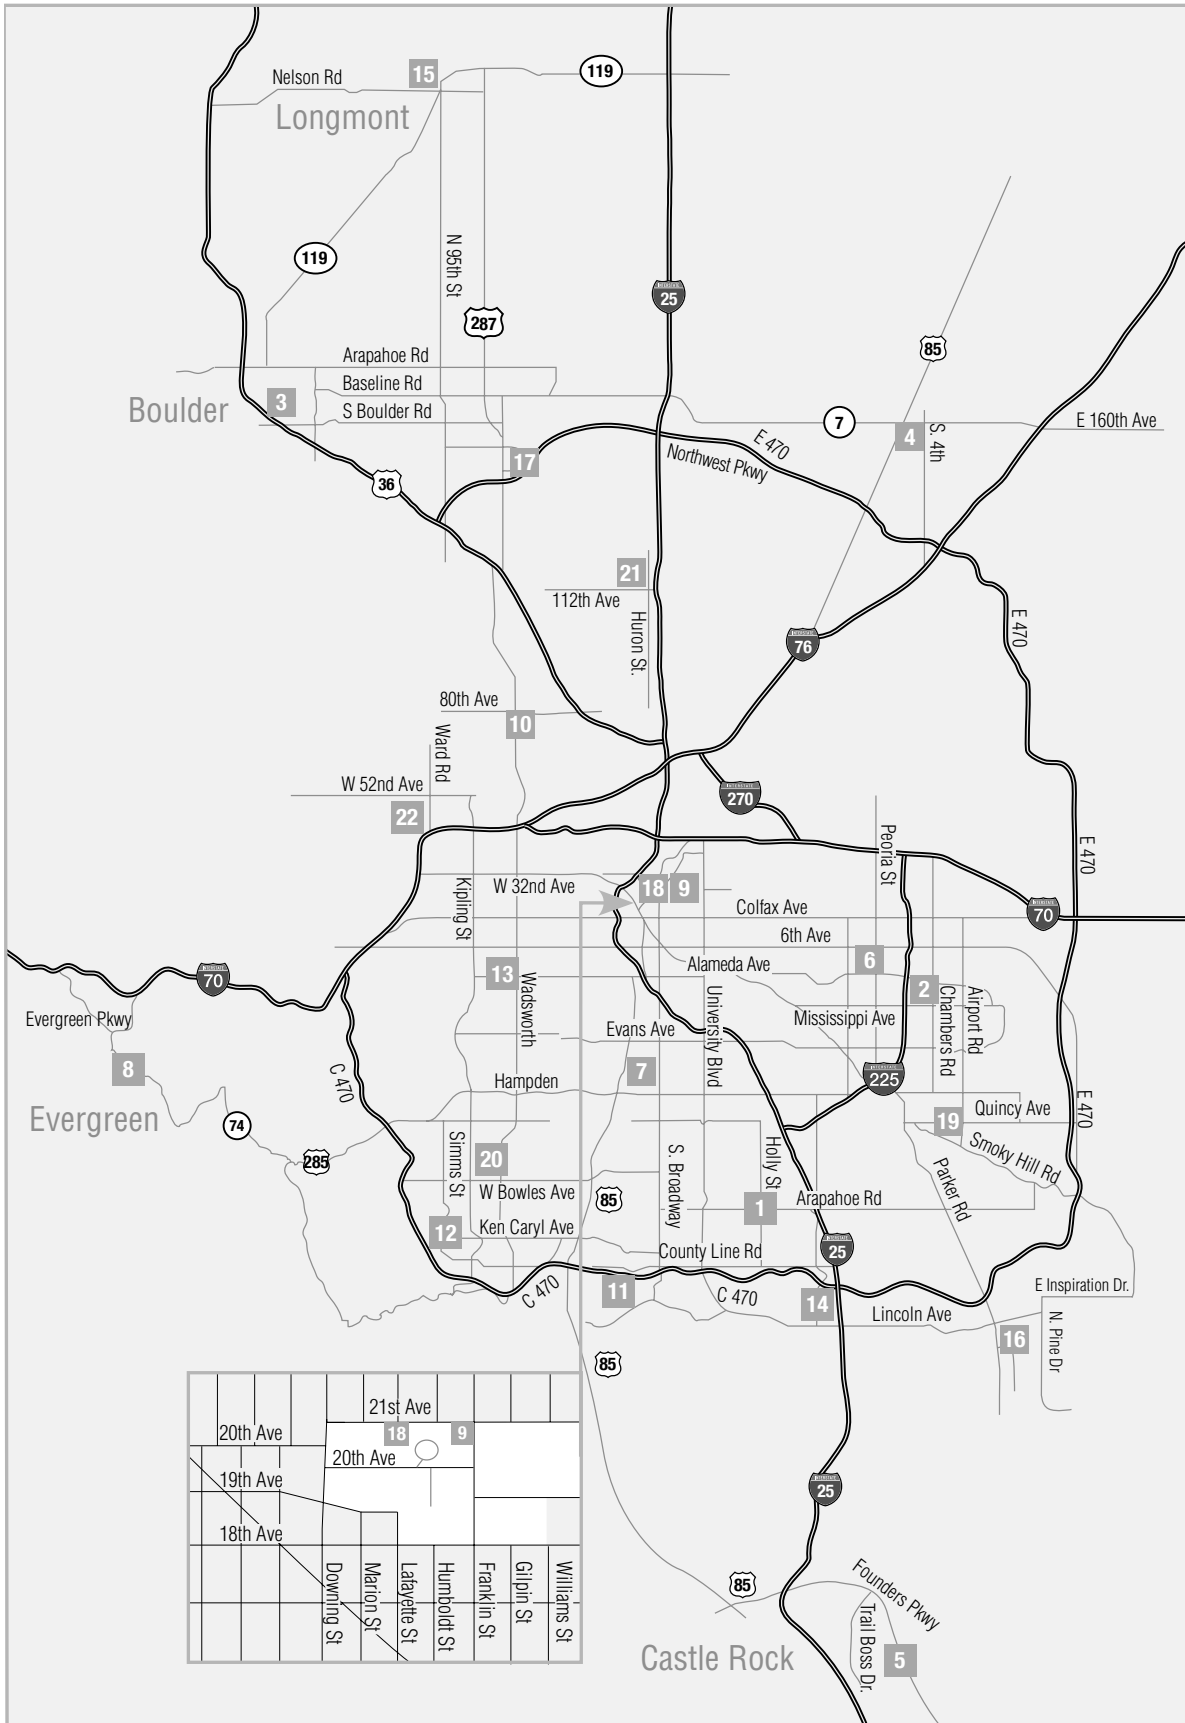 Nelson Rd
15
119
Longmont
119
N 95th St
INTERSTATE
25
287
85
Arapahoe Rd
Baseline Rd
Boulder
3
S Boulder Rd
7
E 160th Ave
4
S. 4th
E 470
Northwest Pkwy
17
36
21
112th Ave
Huron St.
E 470
76
80th Ave
10
Ward Rd
W 52nd Ave
22
INTERSTATE
270
Peoria St
E 470
W 32nd Ave
Kipling St
18
9
Colfax Ave
70
6th Ave
6
Alameda Ave
2
13
Wadsworth
70
Evergreen Pkwy
8
Evergreen
74
285
C 470
University Blvd
Mississippi Ave
Chambers Rd
Airport Rd
Evans Ave
7
INTERSTATE
225
Hampden
E 470
Quincy Ave
19
Smoky Hill Rd
Simms St
20
S. Broadway
Holly St
Parker Rd
W Bowles Ave
85
Arapahoe Rd
1
12
Ken Caryl Ave
County Line Rd
25
C 470
11
C 470
14
E Inspiration Dr.
Lincoln Ave
16
N. Pine Dr
85
21st Ave
20th Ave
18
9
20th Ave
19th Ave
18th Ave
Downing St
Marion St
Lafayette St
Humboldt St
Franklin St
Gilpin St
Williams St
25
85
Founders Pkwy
Trail Boss Dr.
5
Castle Rock